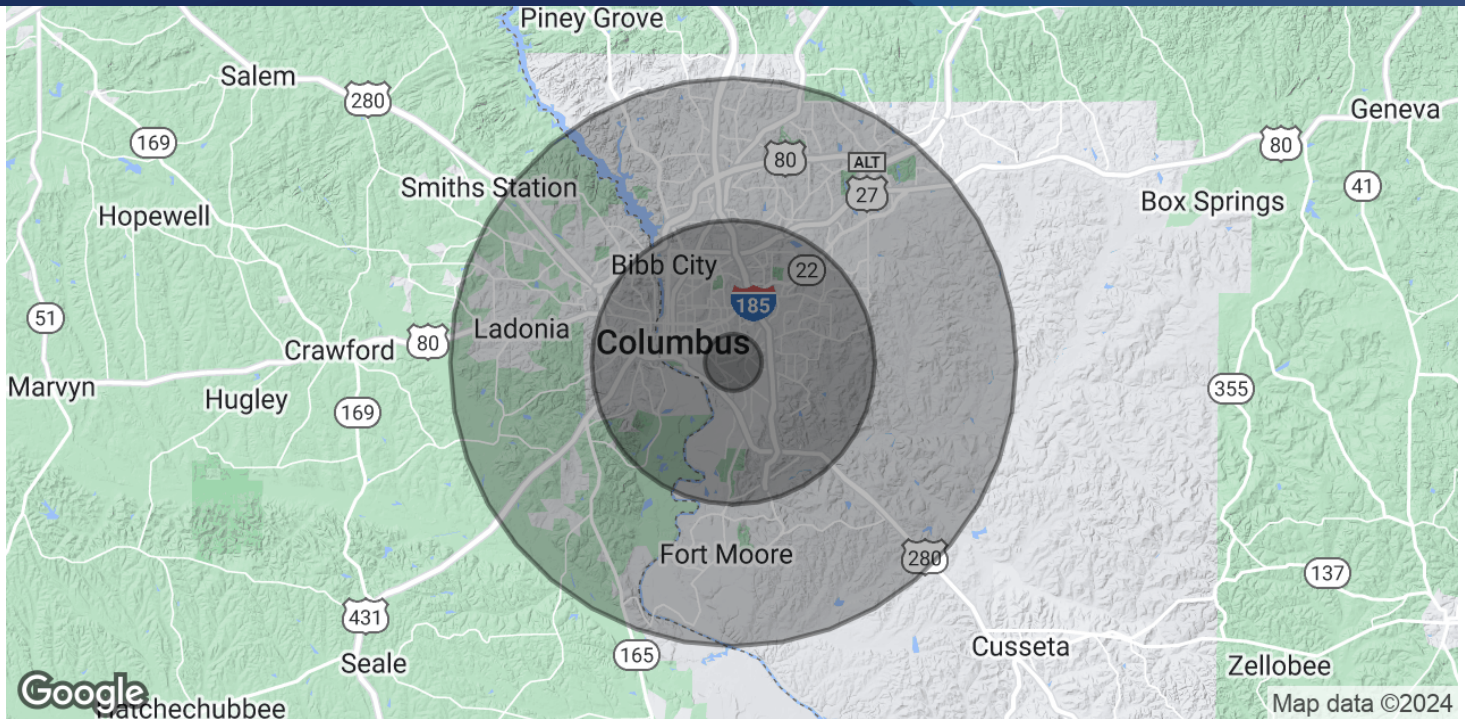 Piney Grove
Salem
280
Geneva
169
80
80
ALT
27
41
Smiths Station
Box Springs
Hopewell
Bibb City
22
185
51
Ladonia
Columbus
80
Crawford
Marvyn
355
Hugley
169
Fort Moore
280
137
431
Cusseta
165
Seale
Zellobee
Google
Hatchechubbee
Map data ©2024